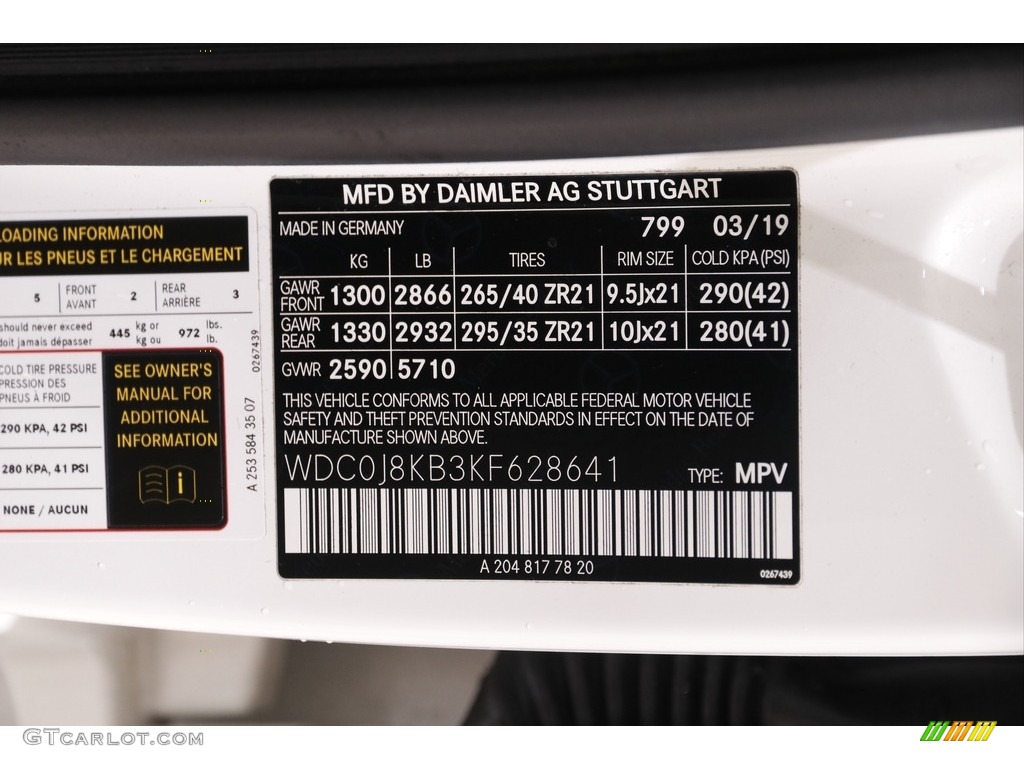 LOADING INFORMATION
UR LES PNEUS ET LE CHARGEMENT
5 FRONT AVANT 2 REAR ARRIÈRE 3
should never exceed
doit jamais dépasser
445 kg or kg ou 972 lbs. lb.
COLD TIRE PRESSURE
PRESSION DES
PNEUS À FROID
290 KPA, 42 PSI
280 KPA, 41 PSI
NONE / AUCUN
SEE OWNER'S
MANUAL FOR
ADDITIONAL
INFORMATION
i
0267439
A 253 584 35 07
MFD BY DAIMLER AG STUTTGART
MADE IN GERMANY 799 03/19
KG LB TIRES RIM SIZE COLD KPA (PSI)
GAWR FRONT 1300 2866 265/40 ZR21 9.5Jx21 290(42)
GAWR REAR 1330 2932 295/35 ZR21 10Jx21 280(41)
GVWR 2590 5710
THIS VEHICLE CONFORMS TO ALL APPLICABLE FEDERAL MOTOR VEHICLE
SAFETY AND THEFT PREVENTION STANDARDS IN EFFECT ON THE DATE OF
MANUFACTURE SHOWN ABOVE.
WDC0J8KB3KF628641 TYPE: MPV
A 204 817 78 20
0267439
GTCarlot.com